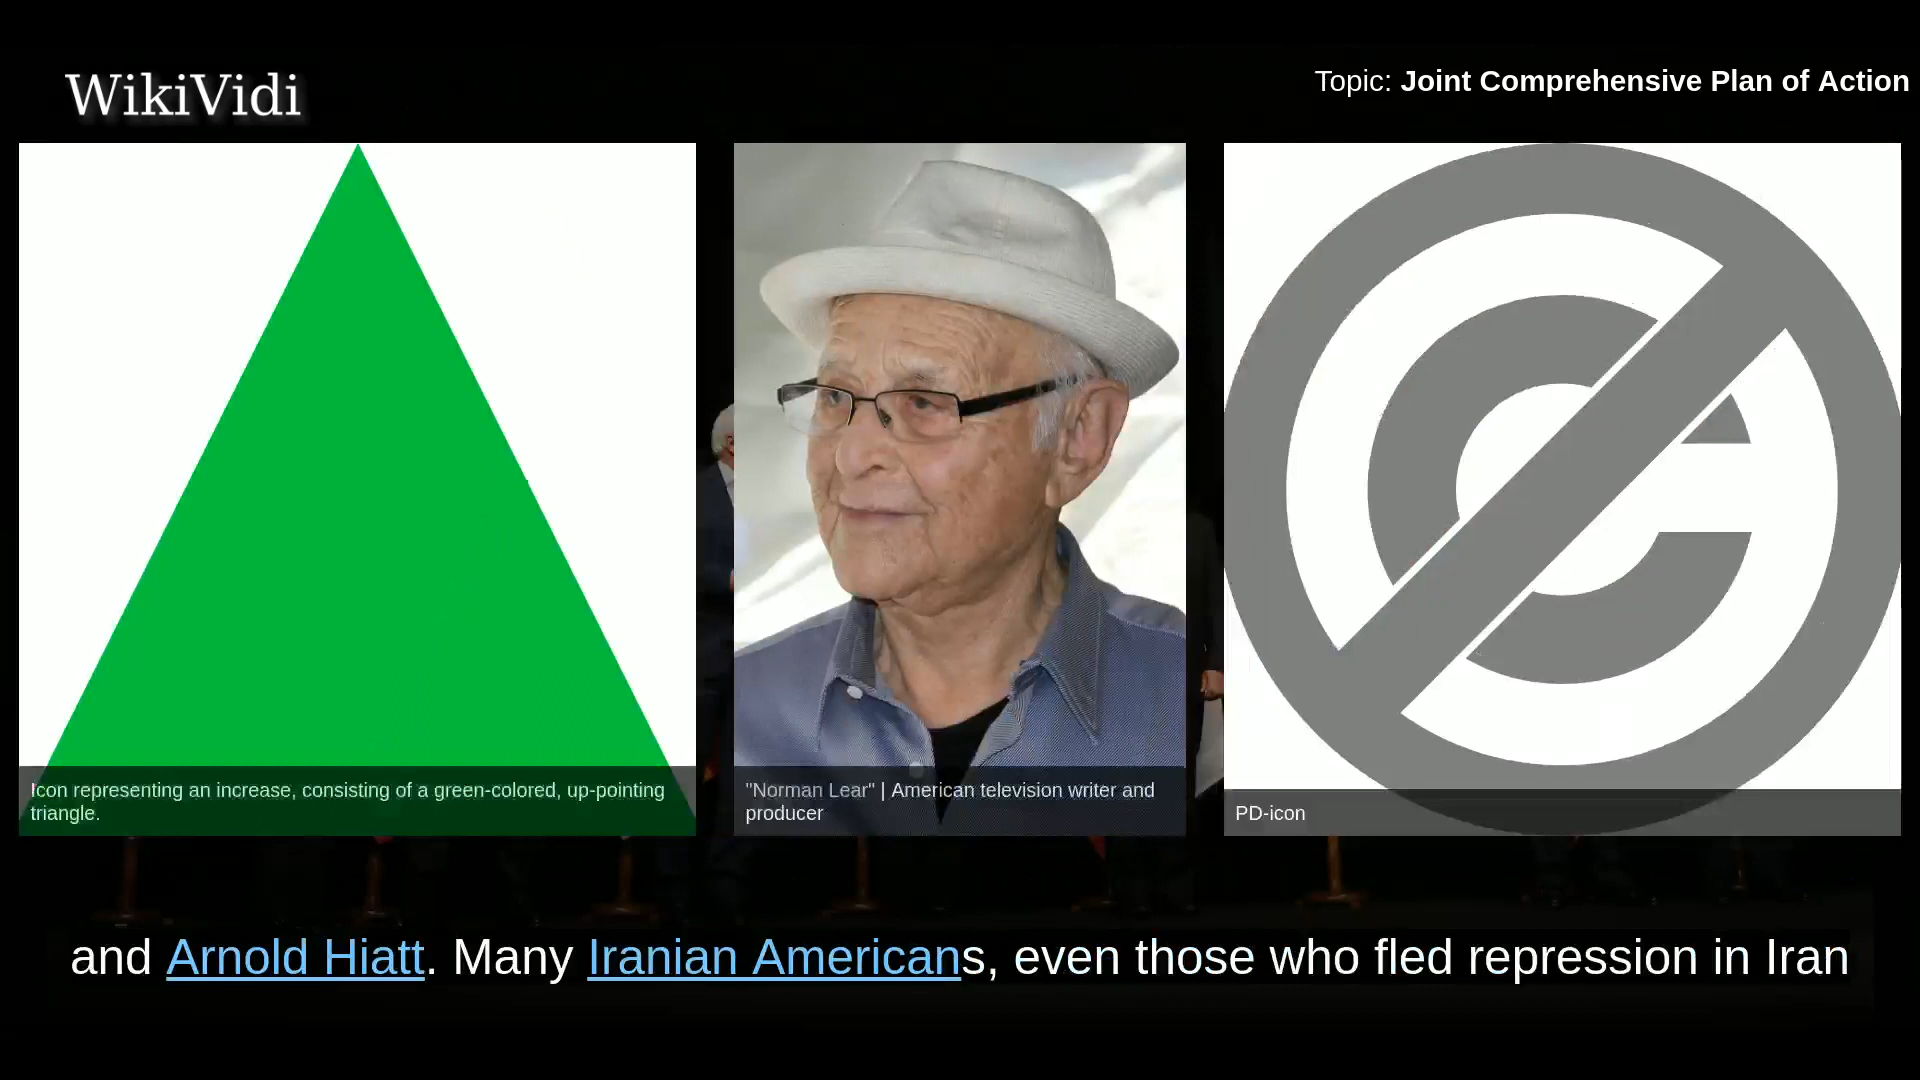 WikiVidi
Topic: Joint Comprehensive Plan of Action
Icon representing an increase, consisting of a green-colored, up-pointing
triangle.
"Norman Lear" | American television writer and
producer
PD-icon
and Arnold Hiatt. Many Iranian Americans, even those who fled repression in Iran